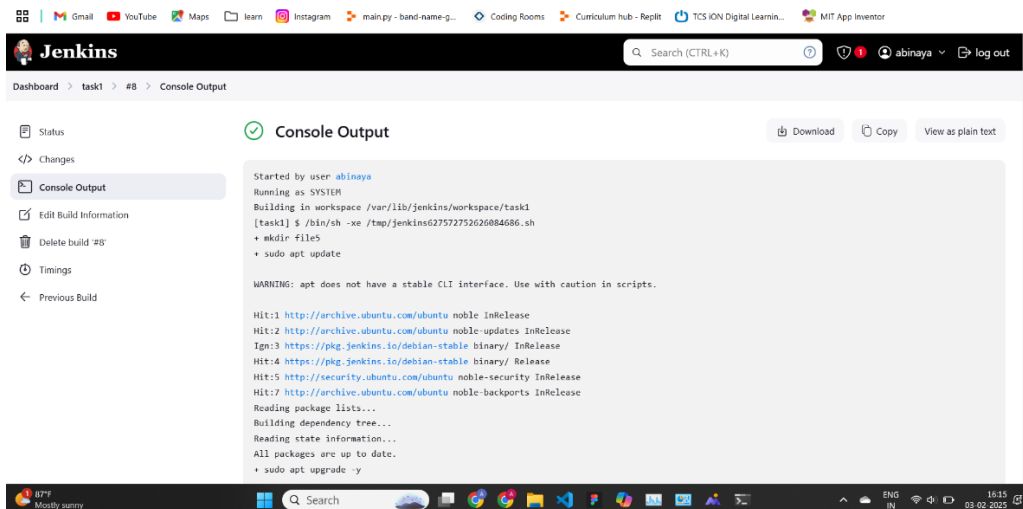 Gmail YouTube Maps learn Instagram main.py - band-name-g... Coding Rooms Curriculum hub - Replit TCS iON Digital Learnin... MIT App Inventor
Jenkins Search (CTRL+K) ? 1 abinaya log out
Dashboard > task1 > #8 > Console Output
Status
</> Changes
Console Output
Edit Build Information
Delete build '#8'
Timings
Previous Build
Console Output Download Copy View as plain text
Started by user abinaya
Running as SYSTEM
Building in workspace /var/lib/jenkins/workspace/task1
[task1] $ /bin/sh -xe /tmp/jenkins627572752626084686.sh
+ mkdir file5
+ sudo apt update
WARNING: apt does not have a stable CLI interface. Use with caution in scripts.
Hit:1 http://archive.ubuntu.com/ubuntu noble InRelease
Hit:2 http://archive.ubuntu.com/ubuntu noble-updates InRelease
Ign:3 https://pkg.jenkins.io/debian-stable binary/ InRelease
Hit:4 https://pkg.jenkins.io/debian-stable binary/ Release
Hit:5 http://security.ubuntu.com/ubuntu noble-security InRelease
Hit:7 http://archive.ubuntu.com/ubuntu noble-backports InRelease
Reading package lists...
Building dependency tree...
Reading state information...
All packages are up to date.
+ sudo apt upgrade -y
1 87°F
Mostly sunny
Search
ENG
IN
16:15
03-02-2025